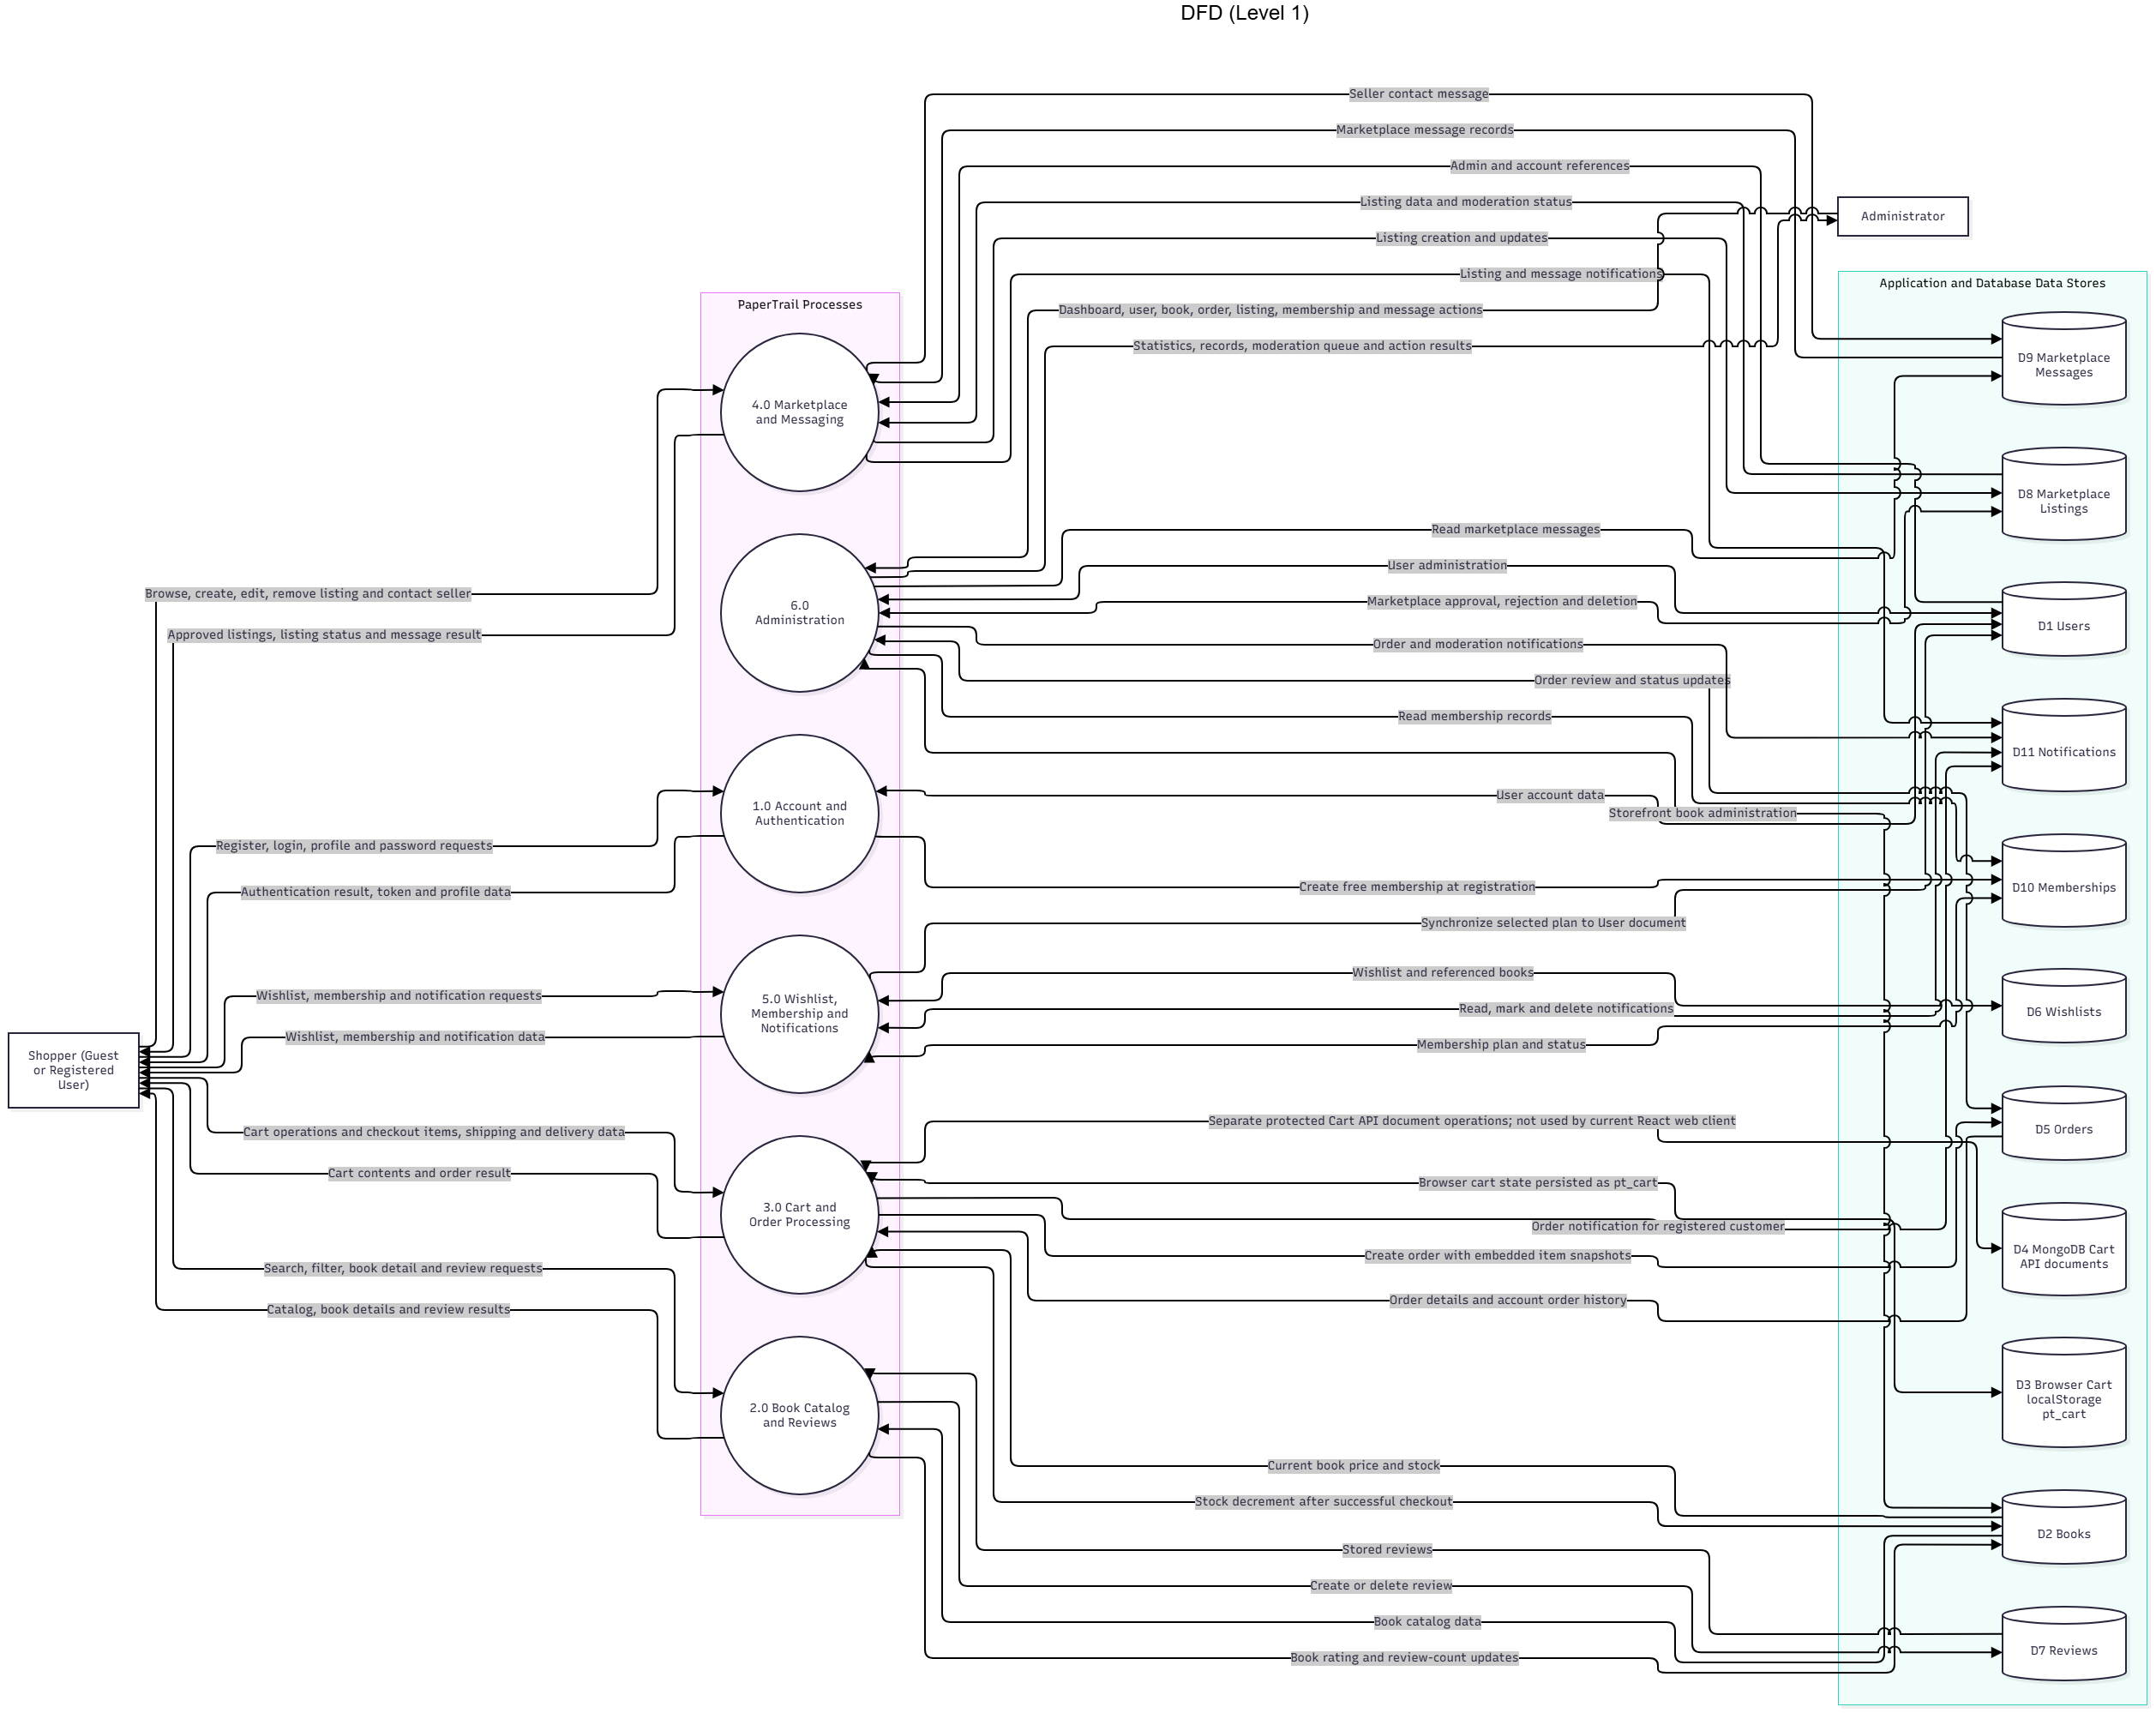 DFD (Level 1)
Seller contact message
Marketplace message records
Admin and account references
Listing data and moderation status
Administrator
Listing creation and updates
Listing and message notifications
Application and Database Data Stores
PaperTrail Processes
Dashboard, user, book, order, listing, membership and message actions
Statistics, records, moderation queue and action results
D9 Marketplace
Messages
4.0 Marketplace
and Messaging
D8 Marketplace
Listings
Read marketplace messages
User administration
Browse, create, edit, remove listing and contact seller
Marketplace approval, rejection and deletion
6.0
Administration
D1 Users
Approved listings, listing status and message result
Order and moderation notifications
Order review and status updates
Read membership records
D11 Notifications
User account data
1.0 Account and
Authentication
Storefront book administration
Register, login, profile and password requests
Create free membership at registration
D10 Memberships
Authentication result, token and profile data
Synchronize selected plan to User document
Wishlist and referenced books
Wishlist, membership and notification requests
5.0 Wishlist,
Membership and
Notifications
Read, mark and delete notifications
D6 Wishlists
Wishlist, membership and notification data
Membership plan and status
Shopper (Guest
or Registered
User)
Separate protected Cart API document operations; not used by current React web client
D5 Orders
Cart operations and checkout items, shipping and delivery data
Cart contents and order result
Browser cart state persisted as pt_cart
3.0 Cart and
Order Processing
Order notification for registered customer
Create order with embedded item snapshots
D4 MongoDB Cart
API documents
Search, filter, book detail and review requests
Order details and account order history
Catalog, book details and review results
D3 Browser Cart
localStorage
pt_cart
2.0 Book Catalog
and Reviews
Current book price and stock
Stock decrement after successful checkout
D2 Books
Stored reviews
Create or delete review
Book catalog data
Book rating and review-count updates
D7 Reviews